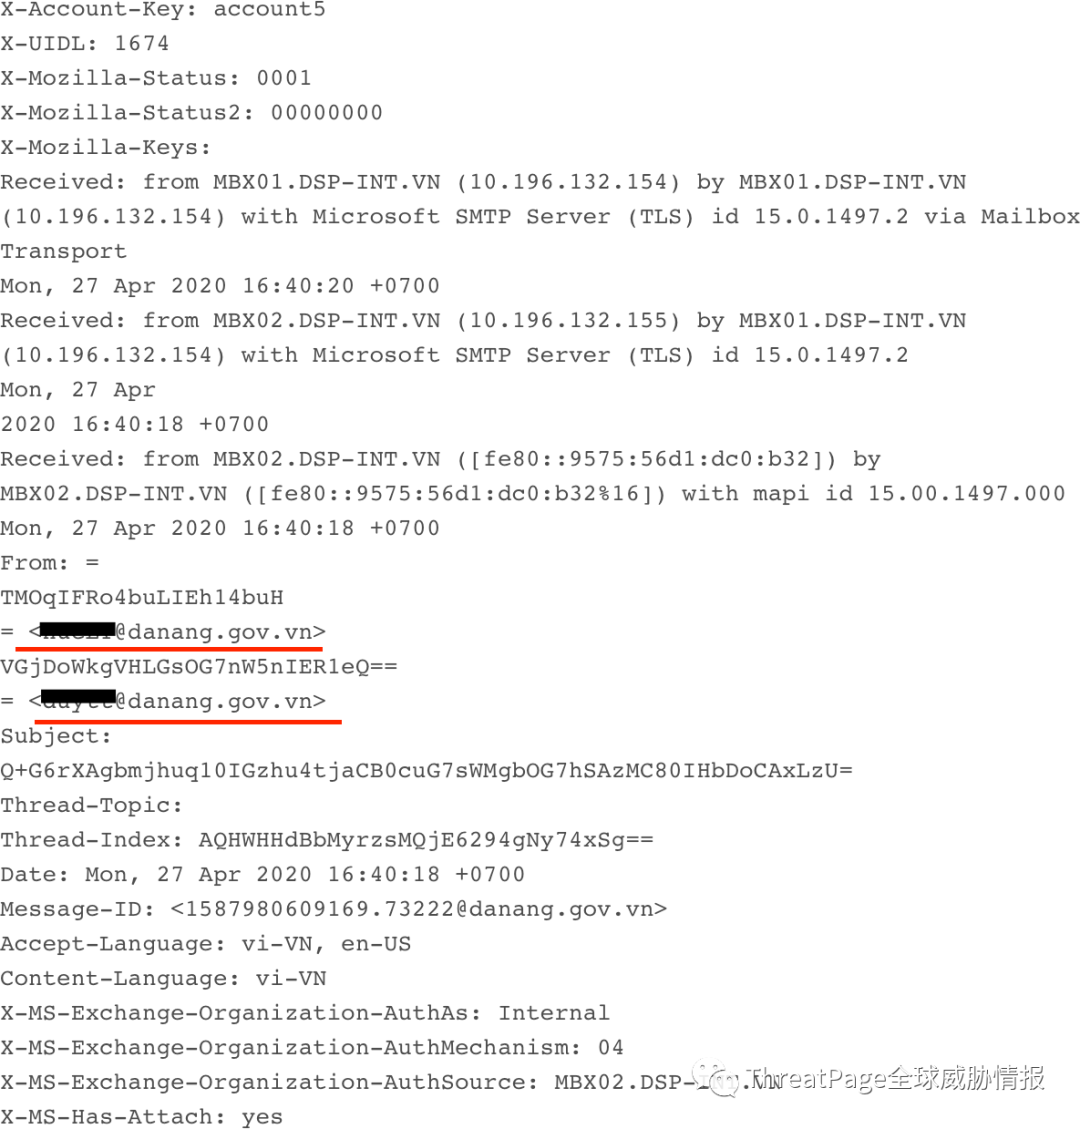 X-Account-Key: account5
X-UIDL: 1674
X-Mozilla-Status: 0001
X-Mozilla-Status2: 00000000
X-Mozilla-Keys:
Received: from MBX01.DSP-INT.VN (10.196.132.154) by MBX01.DSP-INT.VN
(10.196.132.154) with Microsoft SMTP Server (TLS) id 15.0.1497.2 via Mailbox
Transport
Mon, 27 Apr 2020 16:40:20 +0700
Received: from MBX02.DSP-INT.VN (10.196.132.155) by MBX01.DSP-INT.VN
(10.196.132.154) with Microsoft SMTP Server (TLS) id 15.0.1497.2
Mon, 27 Apr
2020 16:40:18 +0700
Received: from MBX02.DSP-INT.VN ([fe80::9575:56d1:dc0:b32]) by
MBX02.DSP-INT.VN ([fe80::9575:56d1:dc0:b32%16]) with mapi id 15.00.1497.000
Mon, 27 Apr 2020 16:40:18 +0700
From: =
TMOqIFRo4buLIEh14buH
= < @danang.gov.vn>
VGjDoWkgVHLGsOG7nW5nIER1eQ==
= < @danang.gov.vn>
Subject:
Q+G6rXAgbmjhuq10IGzhu4tjaCB0cuG7sWMgbOG7hSAzMC80IHbDoCAxLzU=
Thread-Topic:
Thread-Index: AQHWHHdBbMyrzsMQjE6294gNy74xSg==
Date: Mon, 27 Apr 2020 16:40:18 +0700
Message-ID: <1587980609169.73222@danang.gov.vn>
Accept-Language: vi-VN, en-US
Content-Language: vi-VN
X-MS-Exchange-Organization-AuthAs: Internal
X-MS-Exchange-Organization-AuthMechanism: 04
X-MS-Exchange-Organization-AuthSource: MBX02.DSP-INT.VN
ThreatPage全球威胁情报
X-MS-Has-Attach: yes